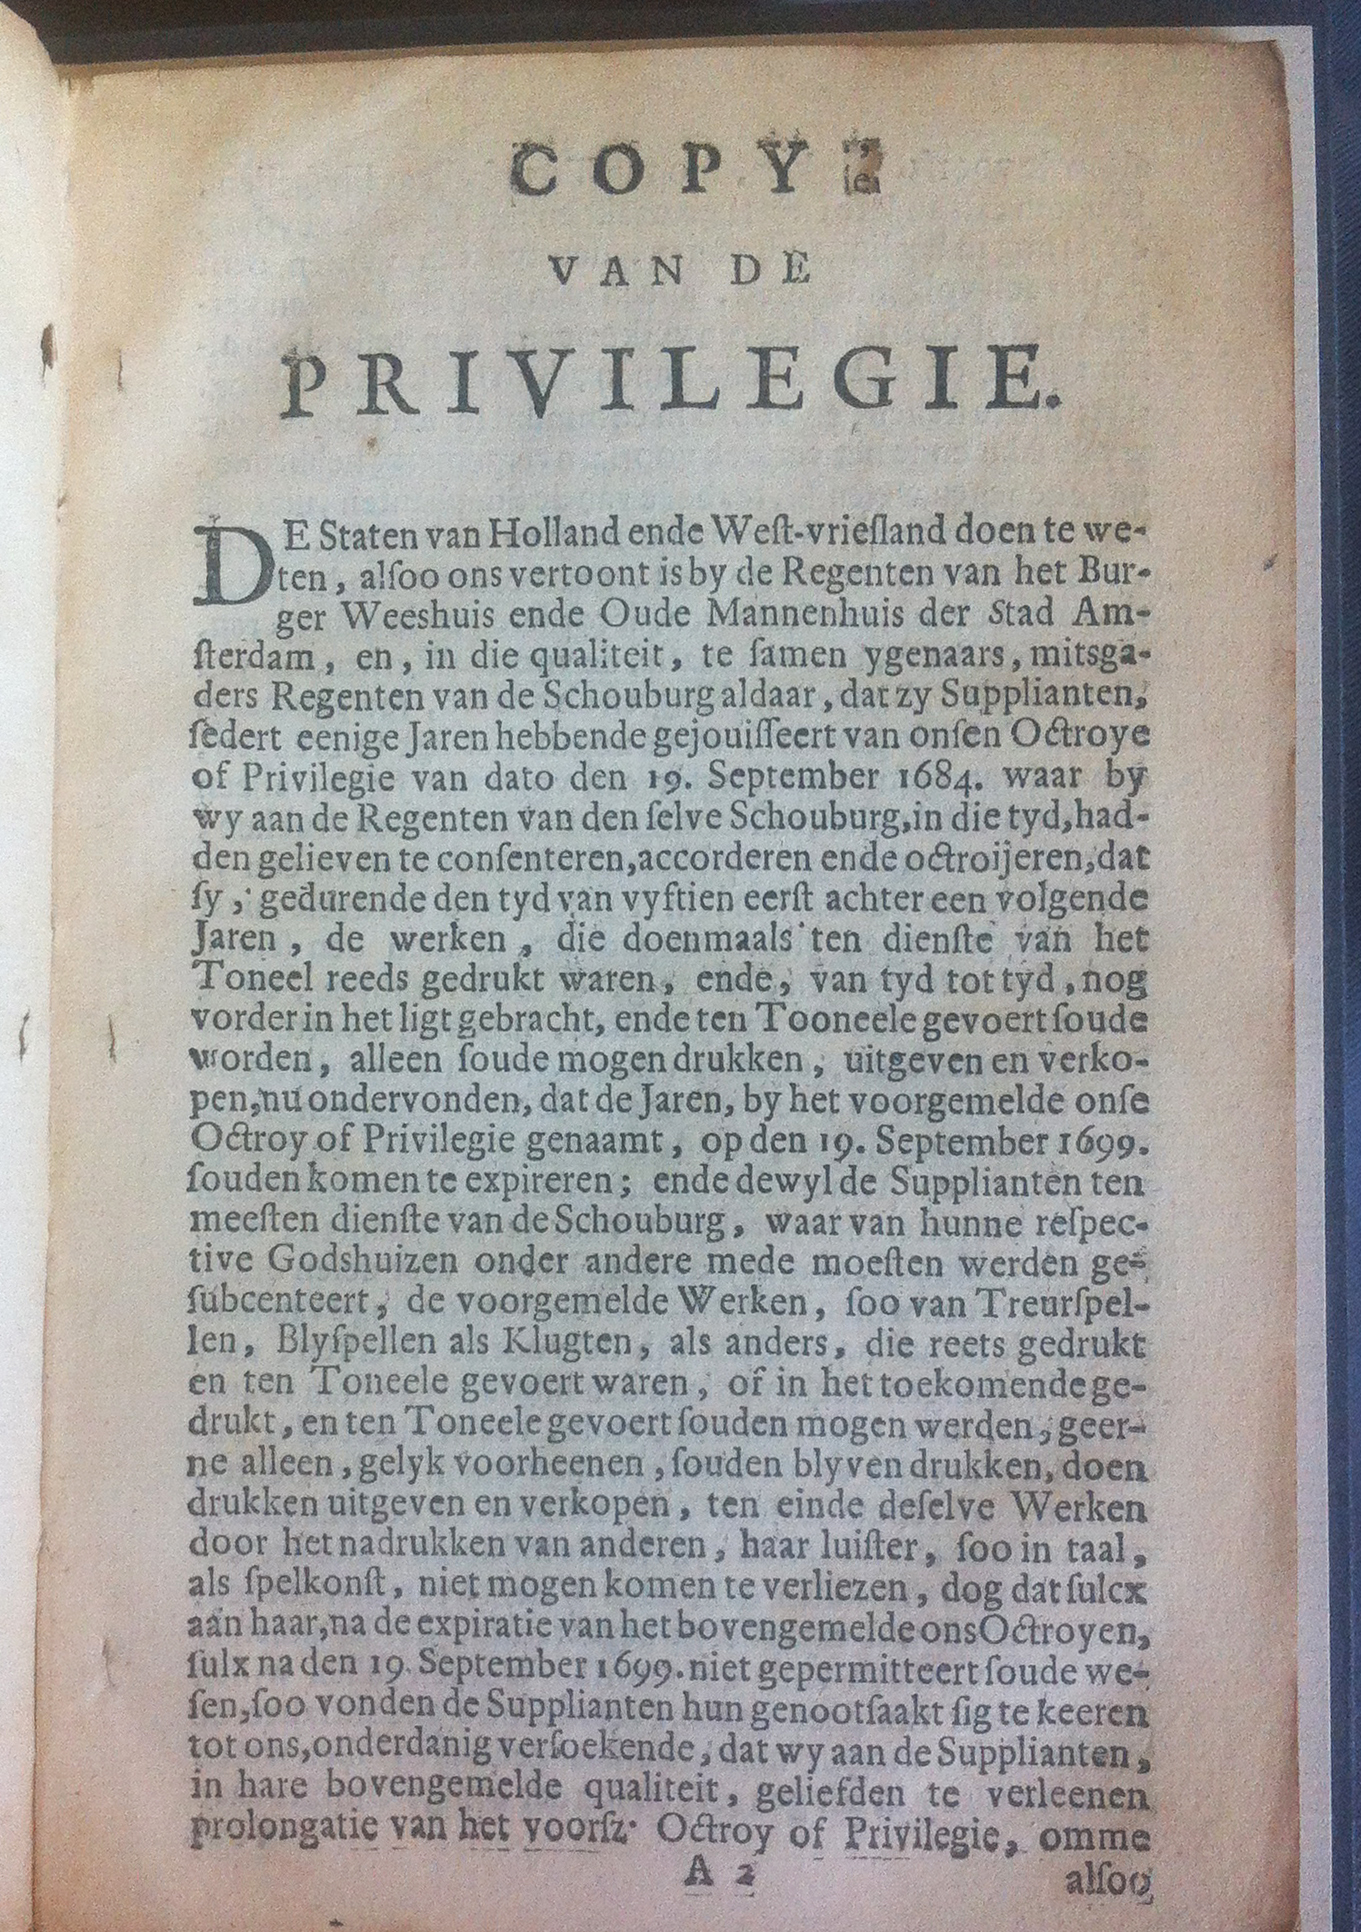 COPY
VAN DE
PRIVILEGIE.
DE Staten van Holland ende Weſt-vrieſland doen te we-
ten, alſoo ons vertoont is by de Regenten van het Bur-
ger Weeshuis ende Oude Mannenhuis der Stad Am-
ſterdam, en, in die qualiteit, te ſamen ygenaars, mitsga-
ders Regenten van de Schouburg aldaar, dat zy Supplianten,
ſedert eenige Jaren hebbende gejouiſſeert van onſen Octroye
of Privilegie van dato den 19. September 1684. waar by
wy aan de Regenten van den ſelve Schouburg, in die tyd, had-
den gelieven te conſenteren, accorderen ende octroijeren, dat
ſy, gedurende den tyd van vyftien eerſt achter een volgende
Jaren, de werken, die doenmaals ten dienſte van het
Toneel reeds gedrukt waren, ende, van tyd tot tyd, nog
vorder in het ligt gebracht, ende ten Tooneele gevoert ſoude
worden, alleen ſoude mogen drukken, uitgeven en verko-
pen, nu ondervonden, dat de Jaren, by het voorgemelde onſe
Octroy of Privilegie genaamt, op den 19. September 1699.
ſouden komen te expireren; ende dewyl de Supplianten ten
meeſten dienſte van de Schouburg, waar van hunne reſpec-
tive Godshuizen onder andere mede moeſten werden ge-
ſubcenteert, de voorgemelde Werken, ſoo van Treurſpel-
len, Blyſpellen als Klugten, als anders, die reets gedrukt
en ten Toneele gevoert waren, of in het toekomende ge-
drukt, en ten Toneele gevoert ſouden mogen werden, geer-
ne alleen, gelyk voorheenen, ſouden blyven drukken, doen
drukken uitgeven en verkopen, ten einde deſelve Werken
door het nadrukken van anderen, haar luiſter, ſoo in taal,
als ſpelkonſt, niet mogen komen te verliezen, dog dat ſulcx
aan haar, na de expiratie van het bovengemelde ons Octroyen,
ſulx na den 19. September 1699. niet gepermitteert ſoude we-
ſen, ſoo vonden de Supplianten hun genootſaakt ſig te keeren
tot ons, onderdanig verſoekende, dat wy aan de Supplianten,
in hare bovengemelde qualiteit, geliefden te verleenen
prolongatie van het voorſz. Octroy of Privilegie, omme
A 2
alſoo